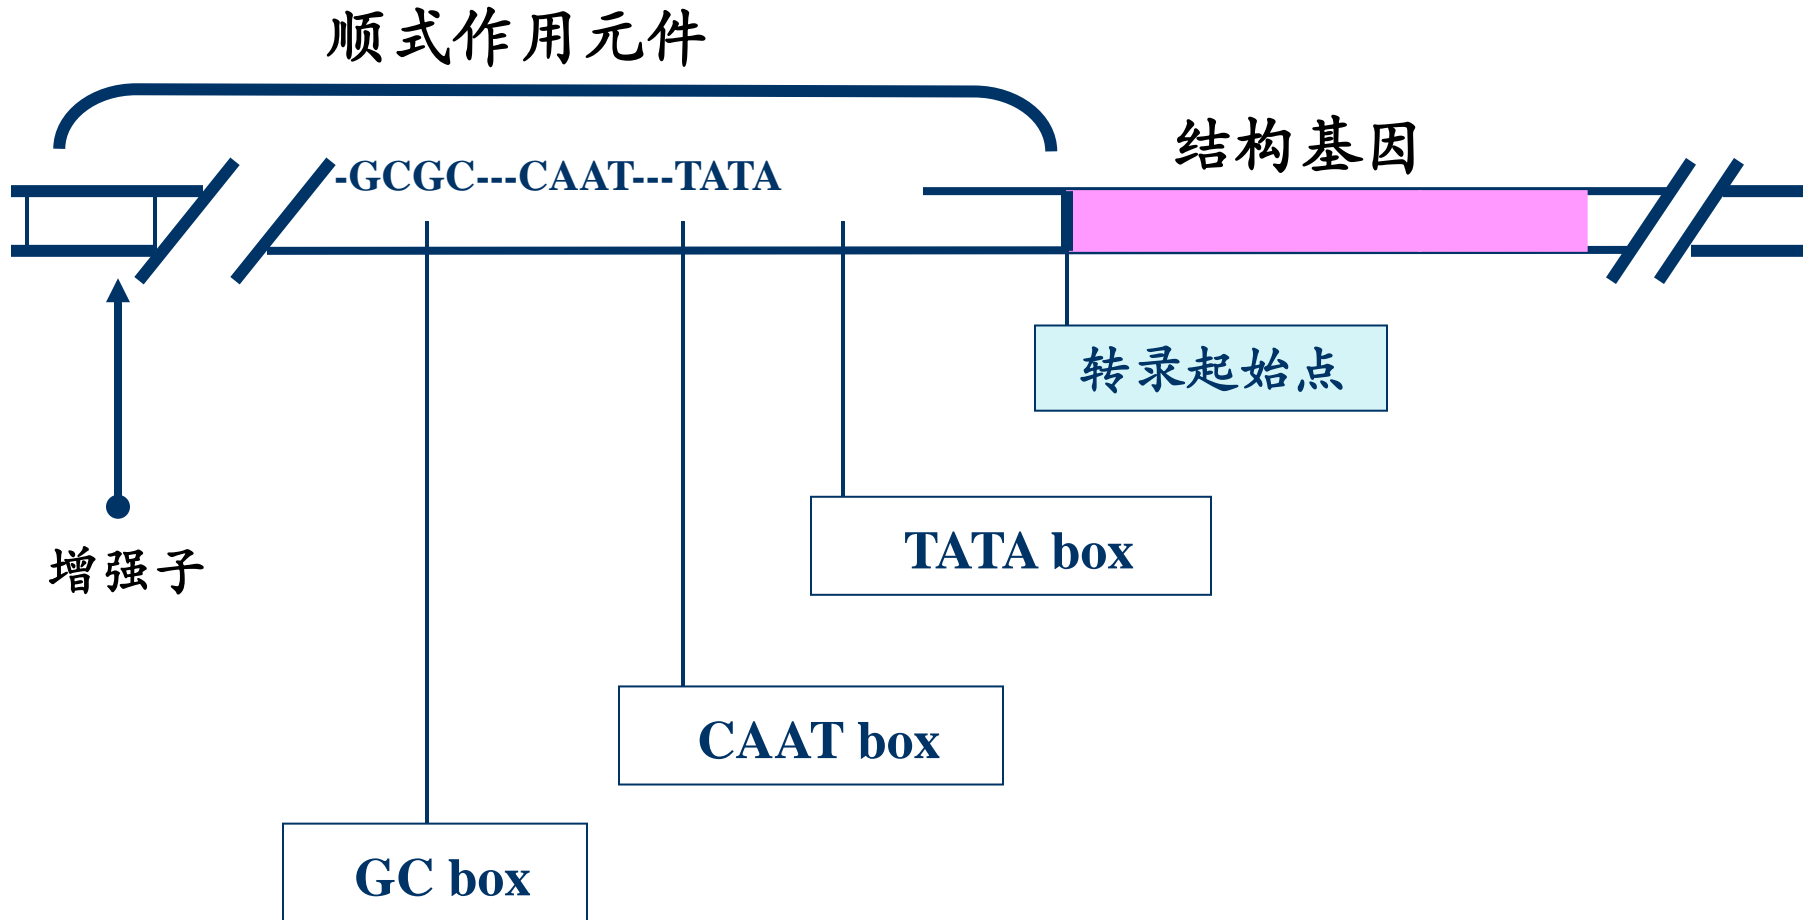 顺式作用元件
结构基因
-GCGC---CAAT---TATA
转录起始点
TATA box
增强子
CAAT box
GC box